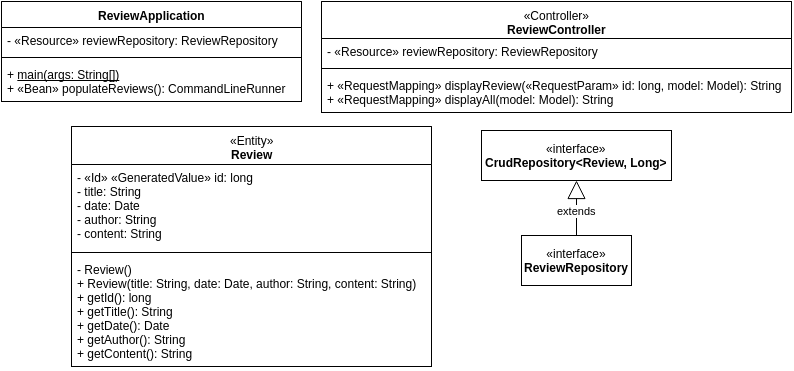 ReviewApplication
- «Resource» reviewRepository: ReviewRepository
+ main(args: String[])
+ «Bean» populateReviews(): CommandLineRunner
«Controller»
ReviewController
- «Resource» reviewRepository: ReviewRepository
+ «RequestMapping» displayReview(«RequestParam» id: long, model: Model): String
+ «RequestMapping» displayAll(model: Model): String
«Entity»
Review
- «Id» «GeneratedValue» id: long
- title: String
- date: Date
- author: String
- content: String
- Review()
+ Review(title: String, date: Date, author: String, content: String)
+ getId(): long
+ getTitle(): String
+ getDate(): Date
+ getAuthor(): String
+ getContent(): String
«interface»
CrudRepository<Review, Long>
extends
«interface»
ReviewRepository